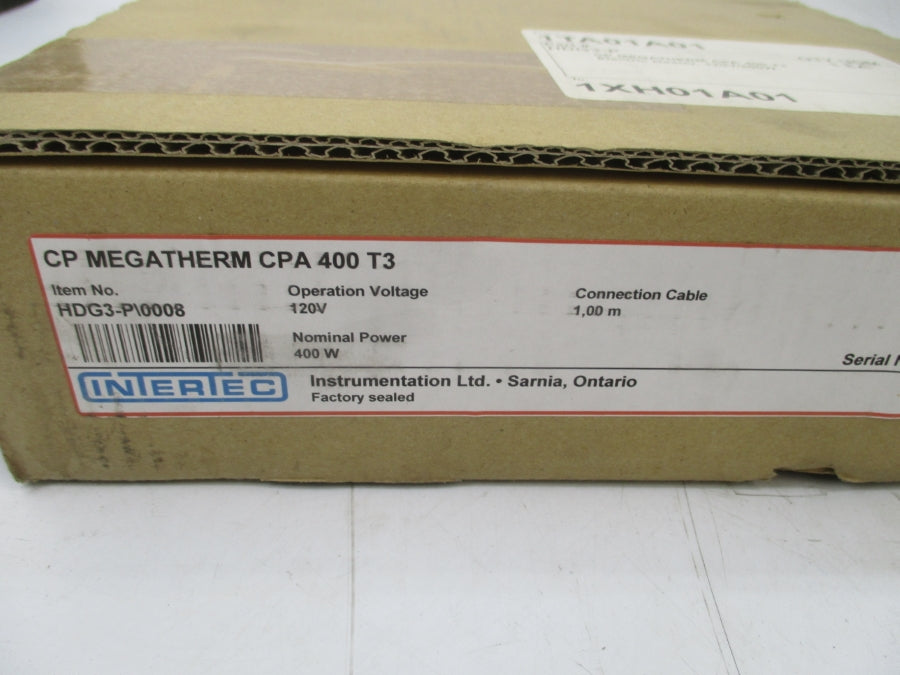 1TA01A01
1XH01A01
CP MEGATHERM CPA 400 T3
Item No.
HDG3-P\0008
Operation Voltage
120V
Connection Cable
1,00 m
Nominal Power
400 W
Serial
INTERTEC
Instrumentation Ltd. • Sarnia, Ontario
Factory sealed